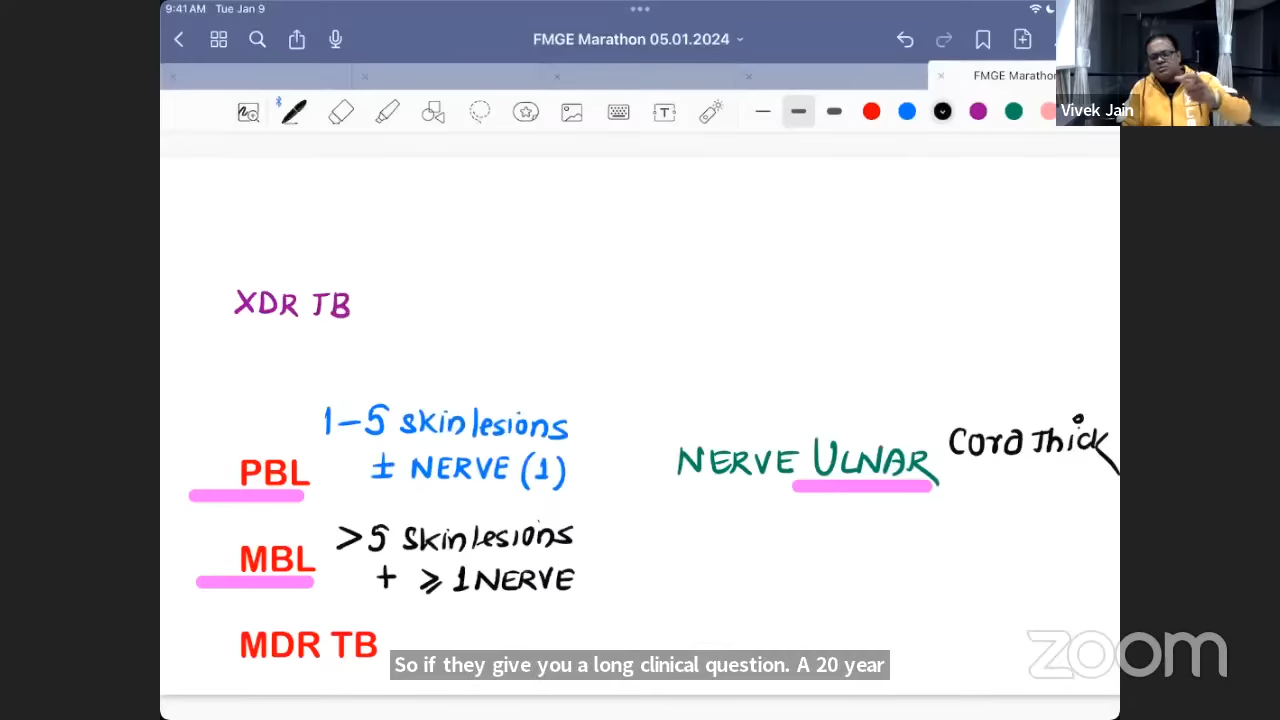 9:41 AM Tue Jan 9
FMGE Marathon 05.01.2024
FMGE Marathon
Vivek Jain
XDR TB
1-5 skin lesions
PBL ± NERVE (1)
NERVE ULNAR Cord Thick
>5 skin lesions
MBL + ≥ 1 NERVE
MDR TB
So if they give you a long clinical question. A 20 year
zoom